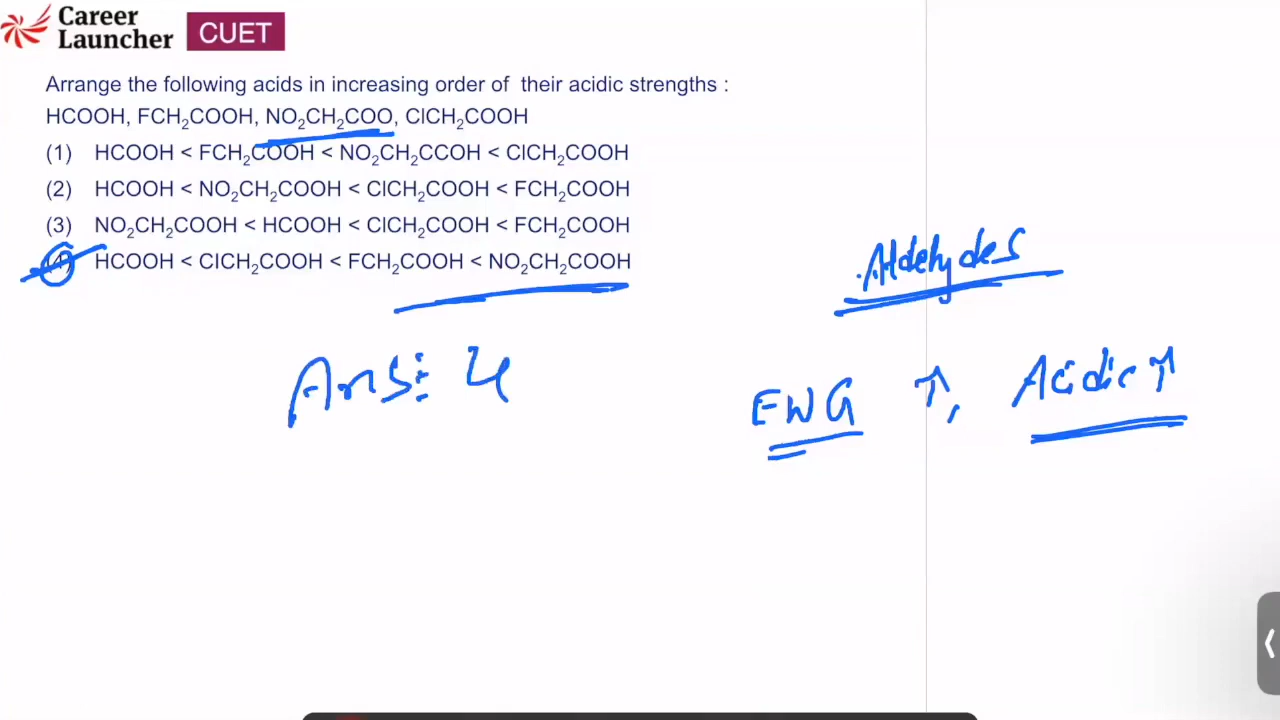 Career
Launcher
CUET
Arrange the following acids in increasing order of their acidic strengths :
HCOOH, FCH₂COOH, NO₂CH₂COO, ClCH₂COOH
(1) HCOOH < FCH₂COOH < NO₂CH₂CCOH < ClCH₂COOH
(2) HCOOH < NO₂CH₂COOH < ClCH₂COOH < FCH₂COOH
(3) NO₂CH₂COOH < HCOOH < ClCH₂COOH < FCH₂COOH
(4) HCOOH < ClCH₂COOH < FCH₂COOH < NO₂CH₂COOH
Aldehydes
Ans: 4
EWG ↑, Acidic ↑